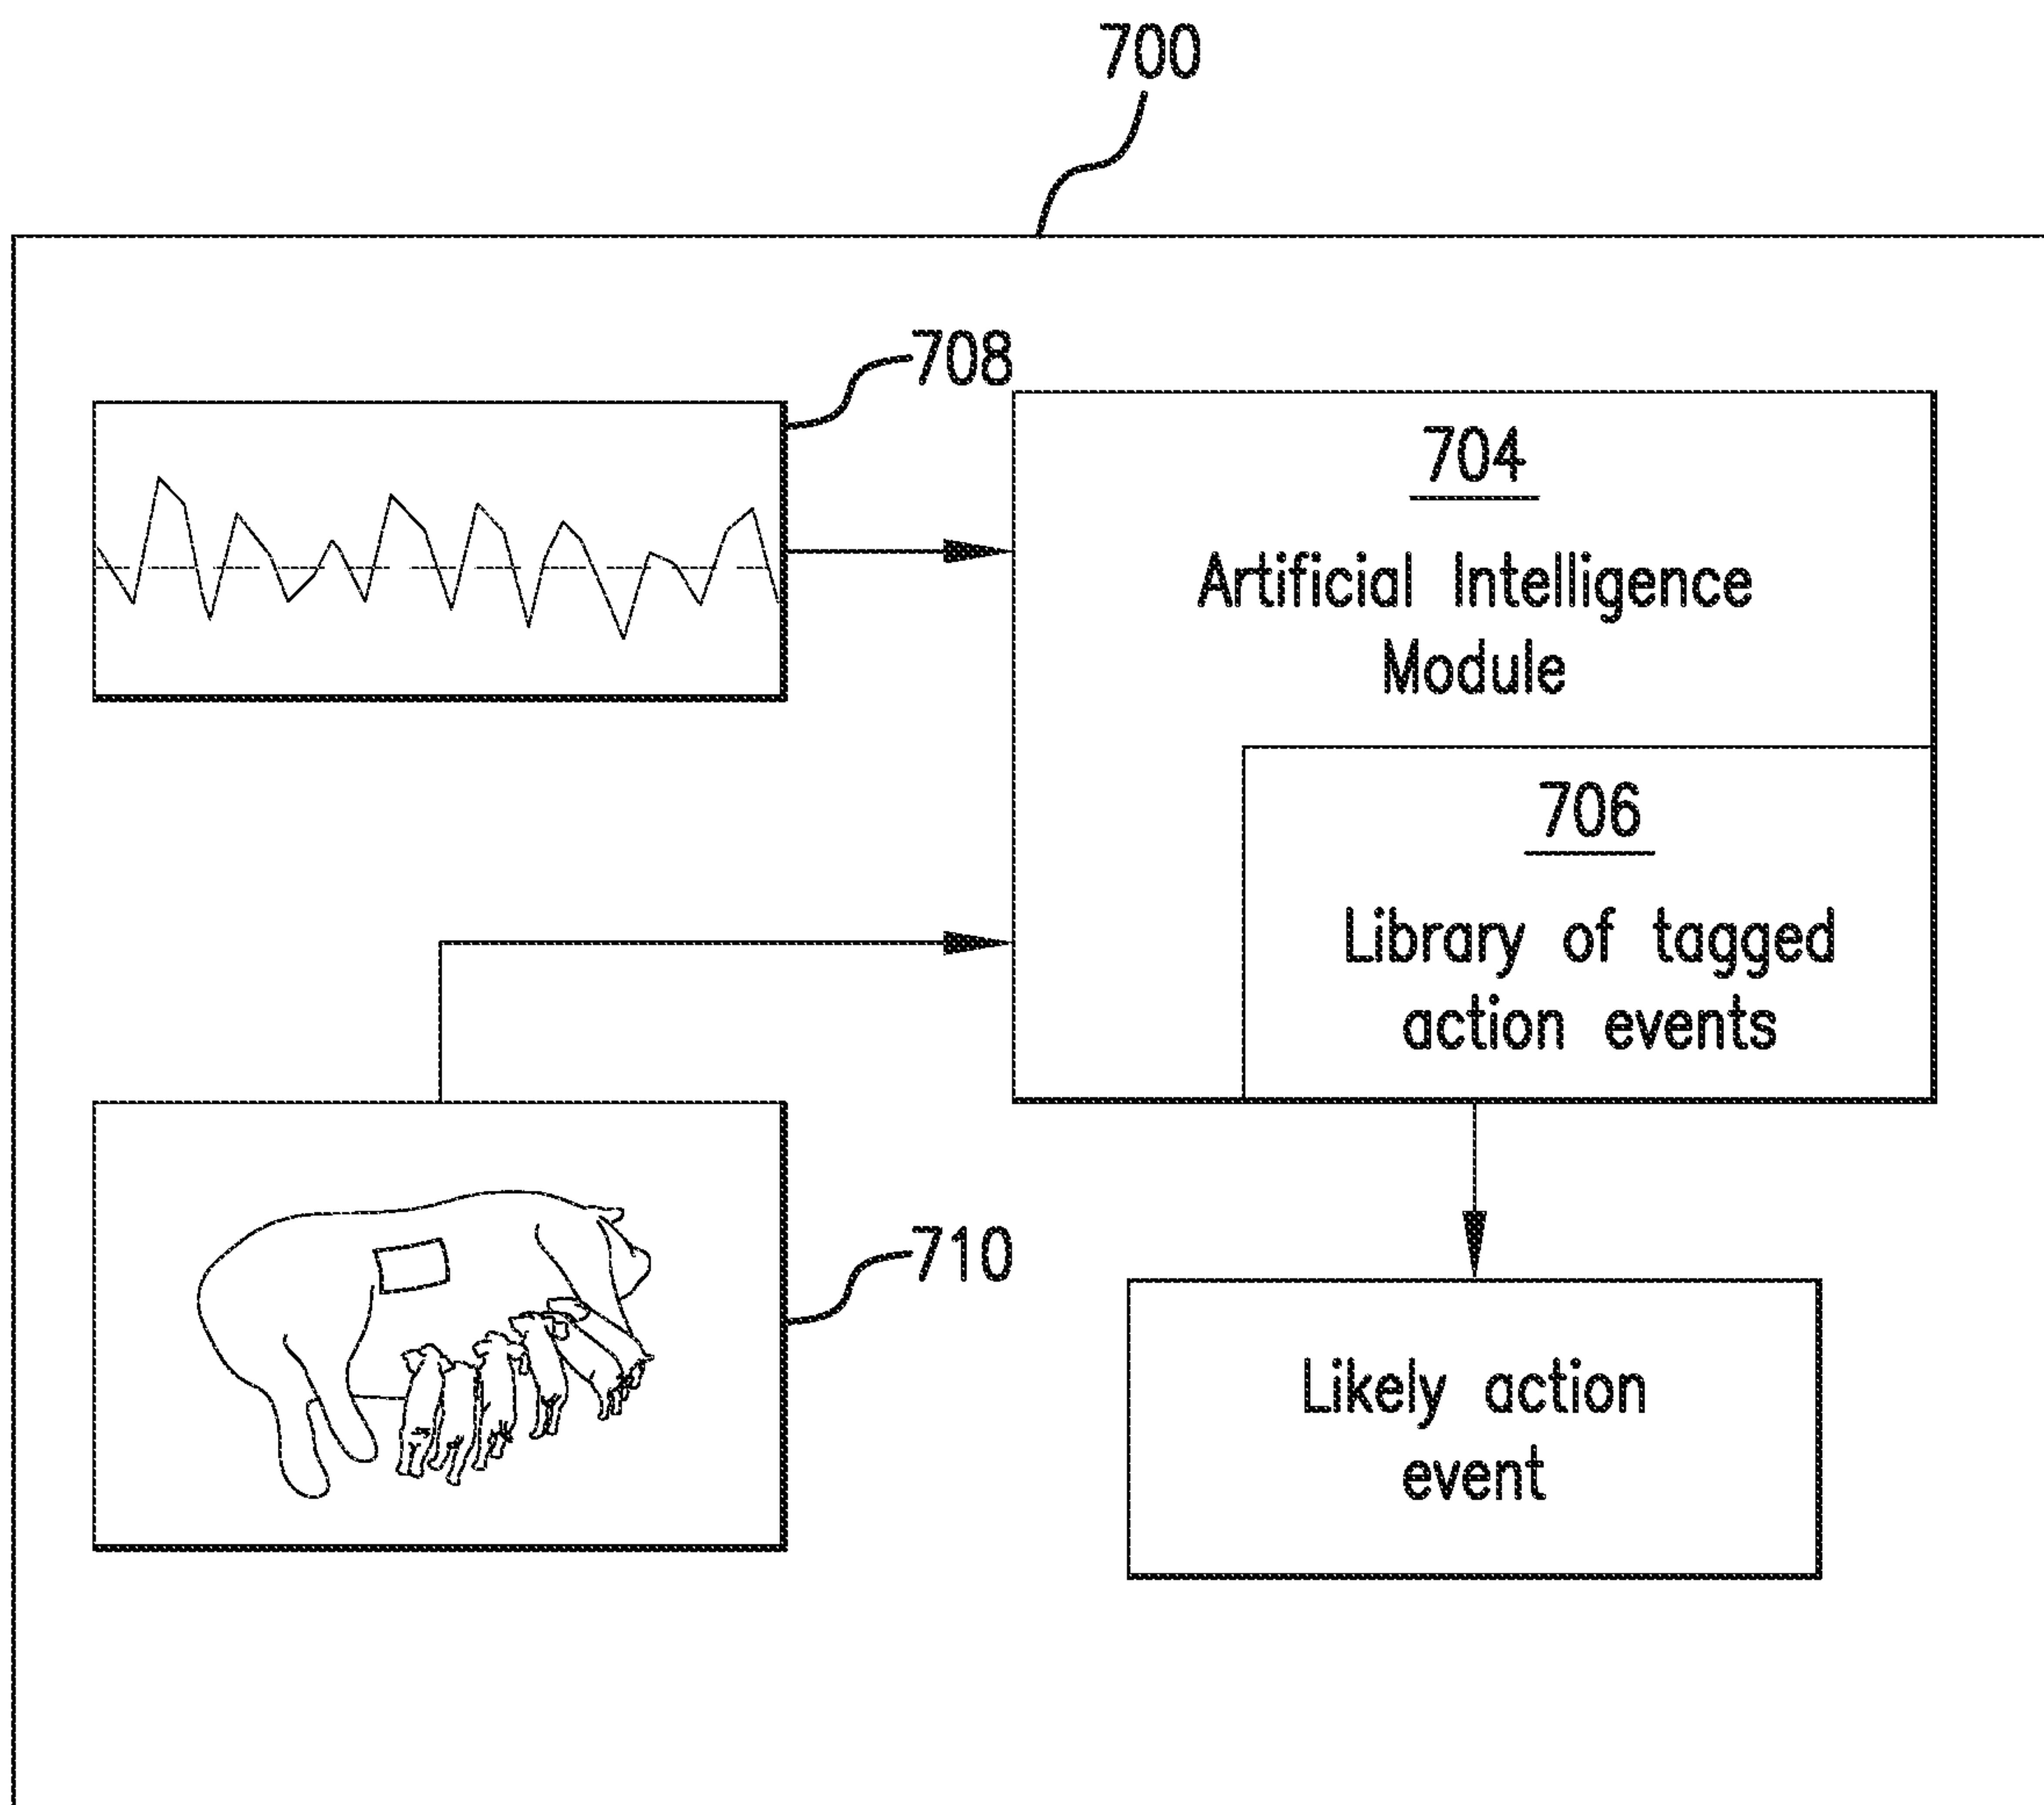 700
708
704
Artificial Intelligence
Module
706
Library of tagged
action events
710
Likely action
event